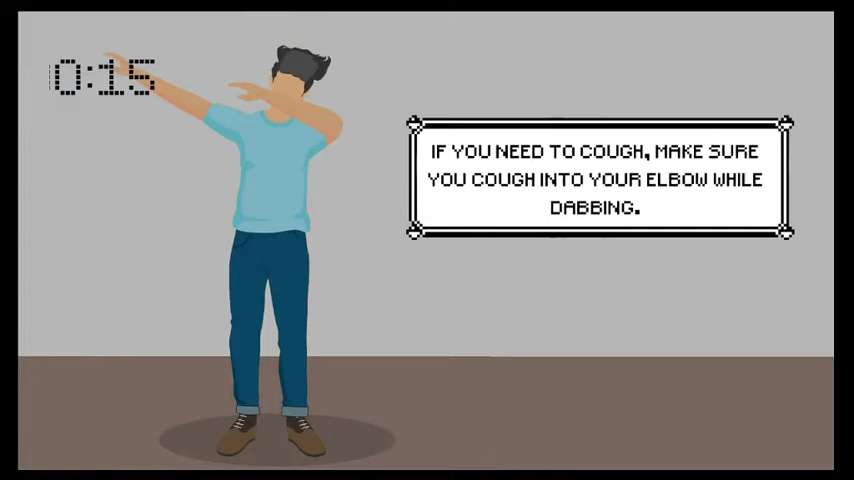 0:15
IF YOU NEED TO COUGH, MAKE SURE
YOU COUGH INTO YOUR ELBOW WHILE
DABBING.